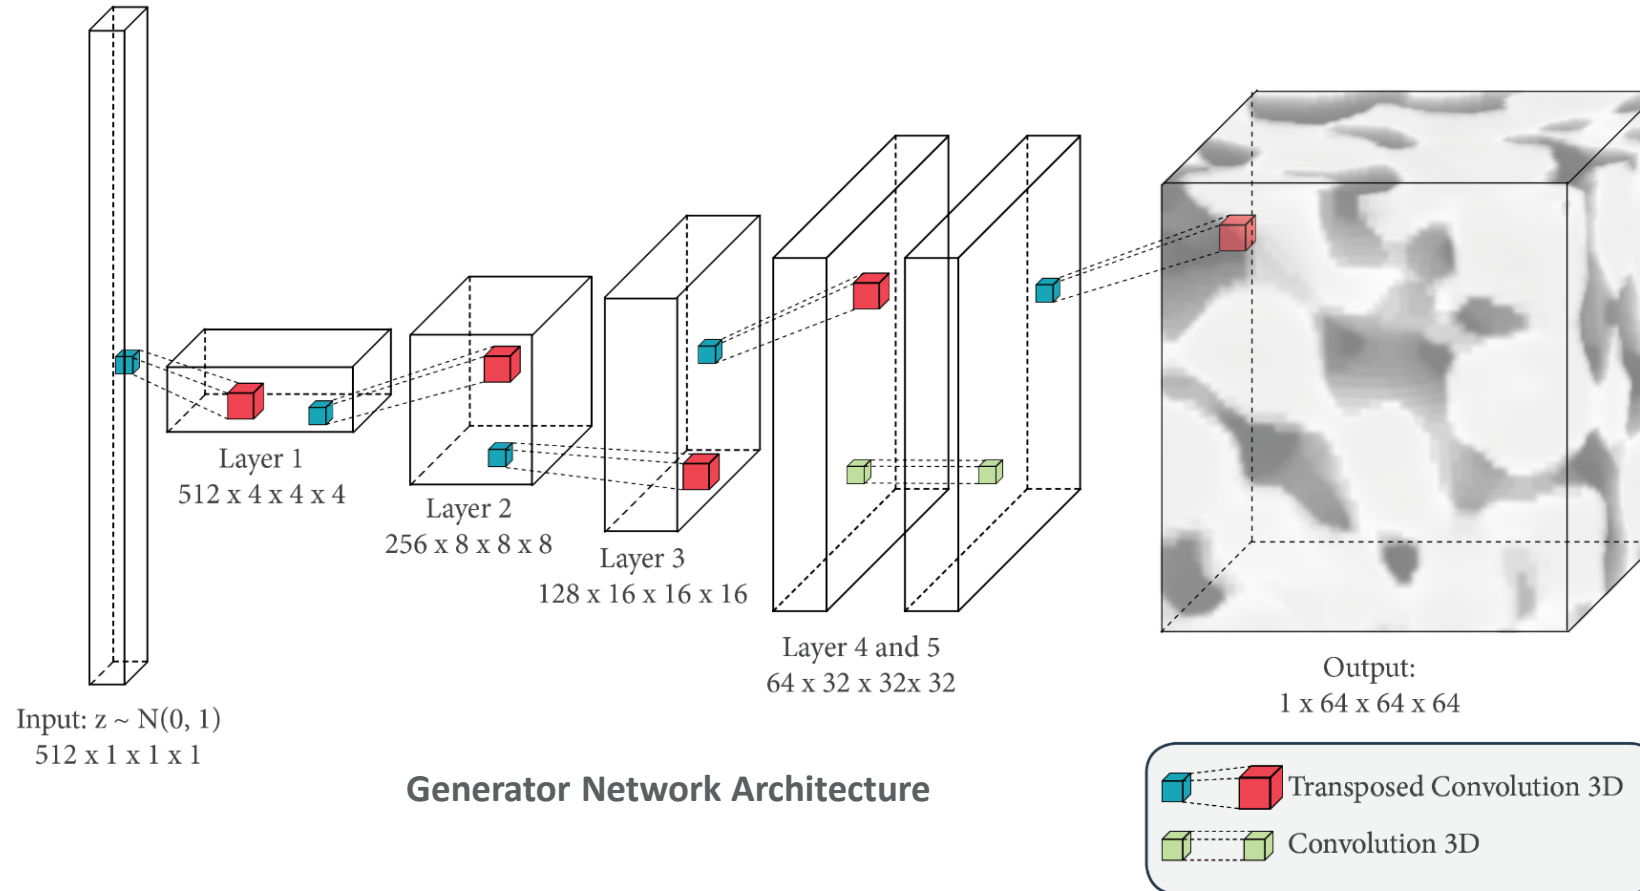 Input: z ~ N(0, 1)
512 x 1 x 1 x 1
Layer 1
512 x 4 x 4 x 4
Layer 2
256 x 8 x 8 x 8
Layer 3
128 x 16 x 16 x 16
Layer 4 and 5
64 x 32 x 32x 32
Output:
1 x 64 x 64 x 64
Generator Network Architecture
Transposed Convolution 3D
Convolution 3D